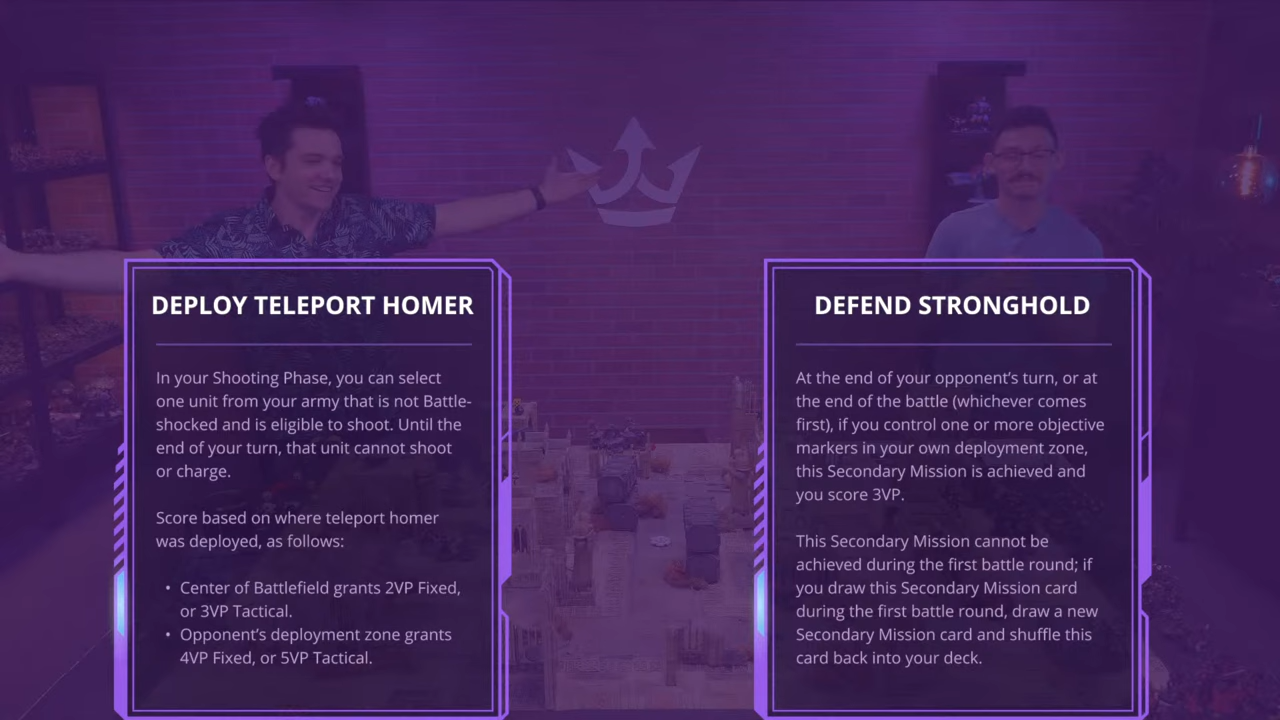 DEPLOY TELEPORT HOMER
In your Shooting Phase, you can select
one unit from your army that is not Battle-
shocked and is eligible to shoot. Until the
end of your turn, that unit cannot shoot
or charge.
Score based on where teleport homer
was deployed, as follows:
• Center of Battlefield grants 2VP Fixed,
or 3VP Tactical.
• Opponent's deployment zone grants
4VP Fixed, or 5VP Tactical.
DEFEND STRONGHOLD
At the end of your opponent's turn, or at
the end of the battle (whichever comes
first), if you control one or more objective
markers in your own deployment zone,
this Secondary Mission is achieved and
you score 3VP.
This Secondary Mission cannot be
achieved during the first battle round; if
you draw this Secondary Mission card
during the first battle round, draw a new
Secondary Mission card and shuffle this
card back into your deck.